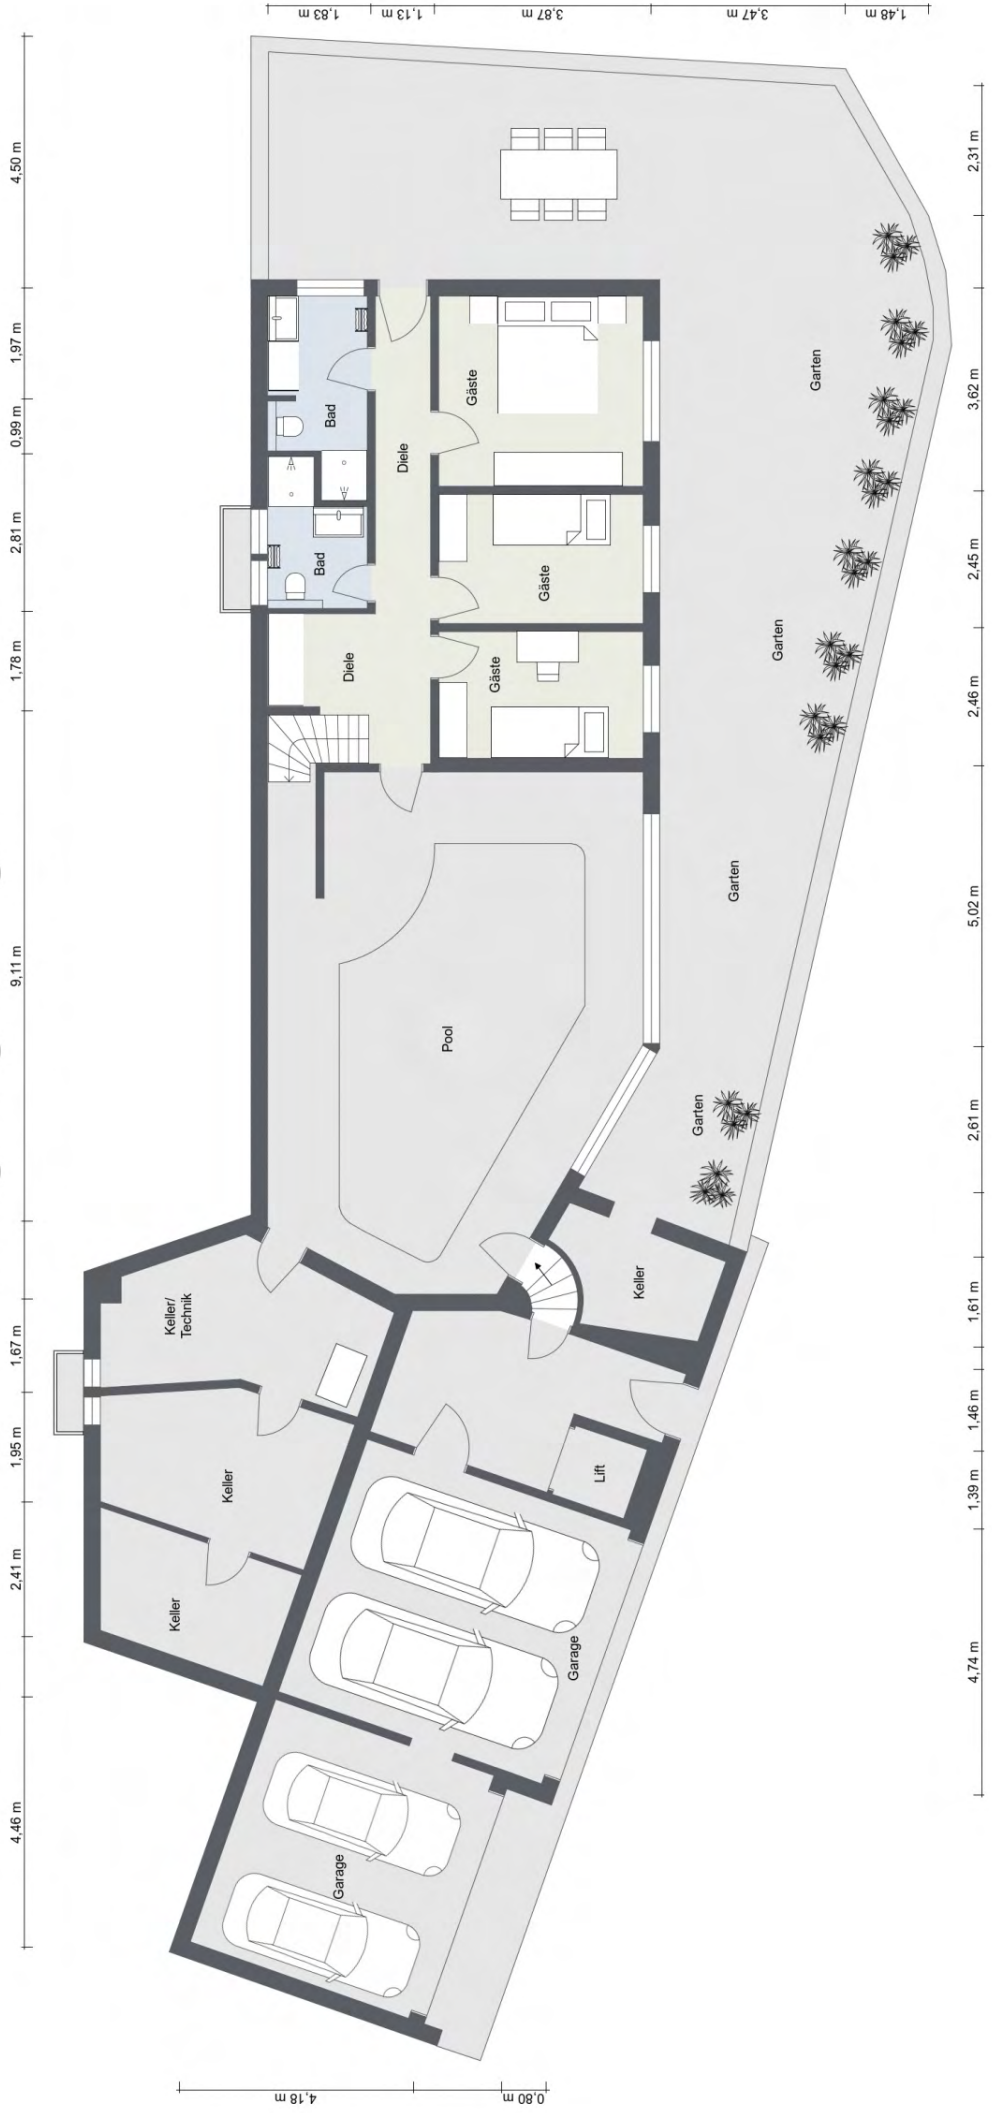 1,83 m
1,13 m
3,87 m
3,47 m
1,48 m
4,50 m
1,97 m
0,99 m
2,81 m
1,78 m
9,11 m
1,67 m
1,95 m
2,41 m
4,46 m
2,31 m
3,62 m
2,45 m
2,46 m
5,02 m
2,61 m
1,61 m
1,46 m
1,39 m
4,74 m
4,18 m
0,80 m
Bad
Diele
Gäste
Garten
Bad
Gäste
Diele
Gäste
Garten
Garten
Pool
Garten
Keller
Keller/
Technik
Keller
Lift
Keller
Garage
Garage